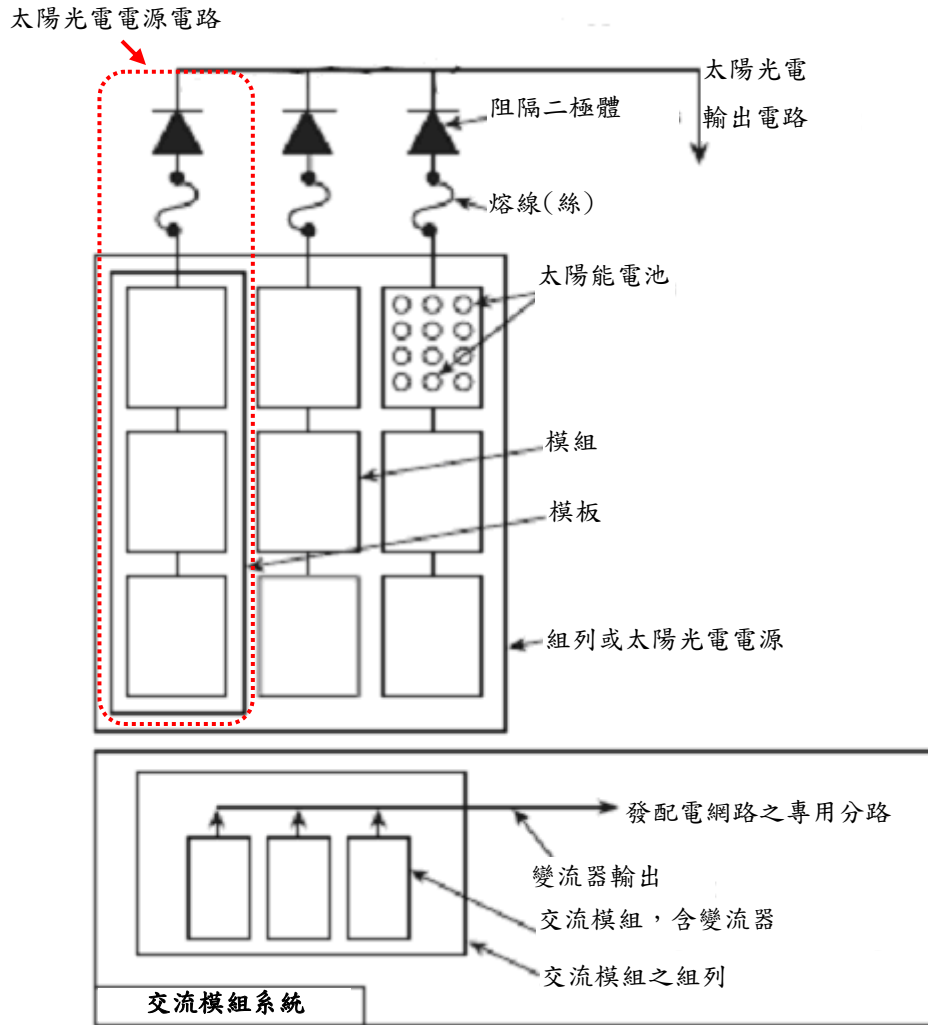 太陽光電電源電路
太陽光電
輸出電路
阻隔二極體
熔線(絲)
太陽能電池
模組
模板
組列或太陽光電電源
發配電網路之專用分路
變流器輸出
交流模組，含變流器
交流模組之組列
交流模組系統